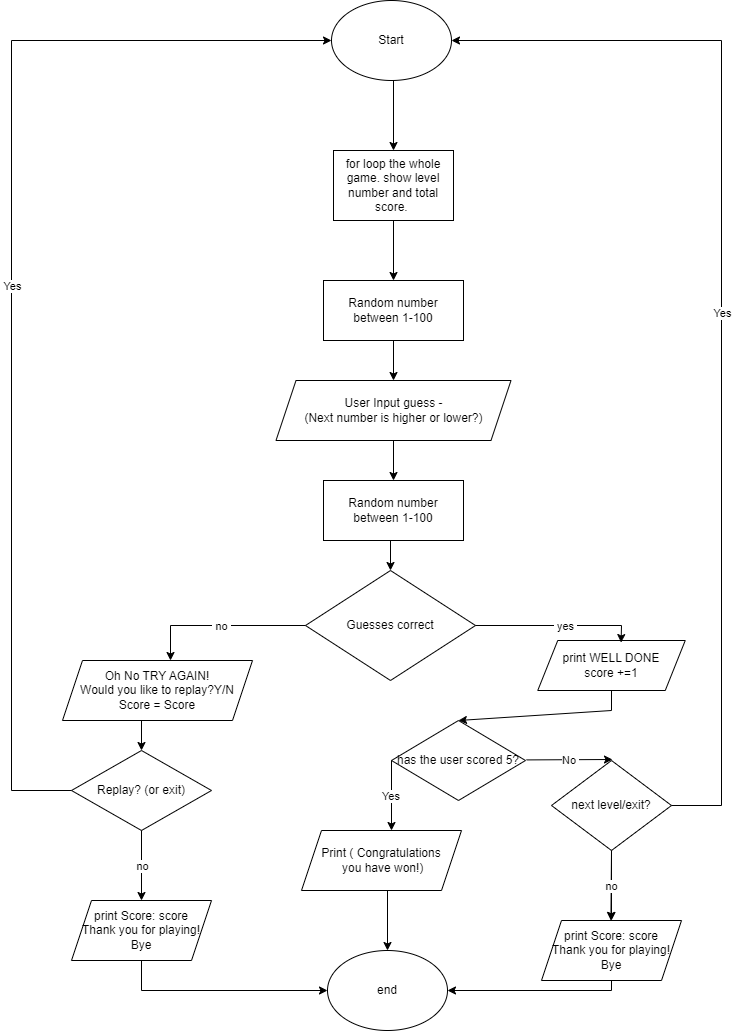 Start
for loop the whole
game. show level
number and total
score.
Yes
Yes
Random number
between 1-100
User Input guess -
(Next number is higher or lower?)
Random number
between 1-100
Guesses correct
no
yes
Oh No TRY AGAIN!
Would you like to replay?Y/N
Score = Score
print WELL DONE
score +=1
has the user scored 5?
No
Replay? (or exit)
Yes
next level/exit?
Print ( Congratulations
you have won!)
no
no
print Score: score
Thank you for playing!
Bye
print Score: score
Thank you for playing!
Bye
end